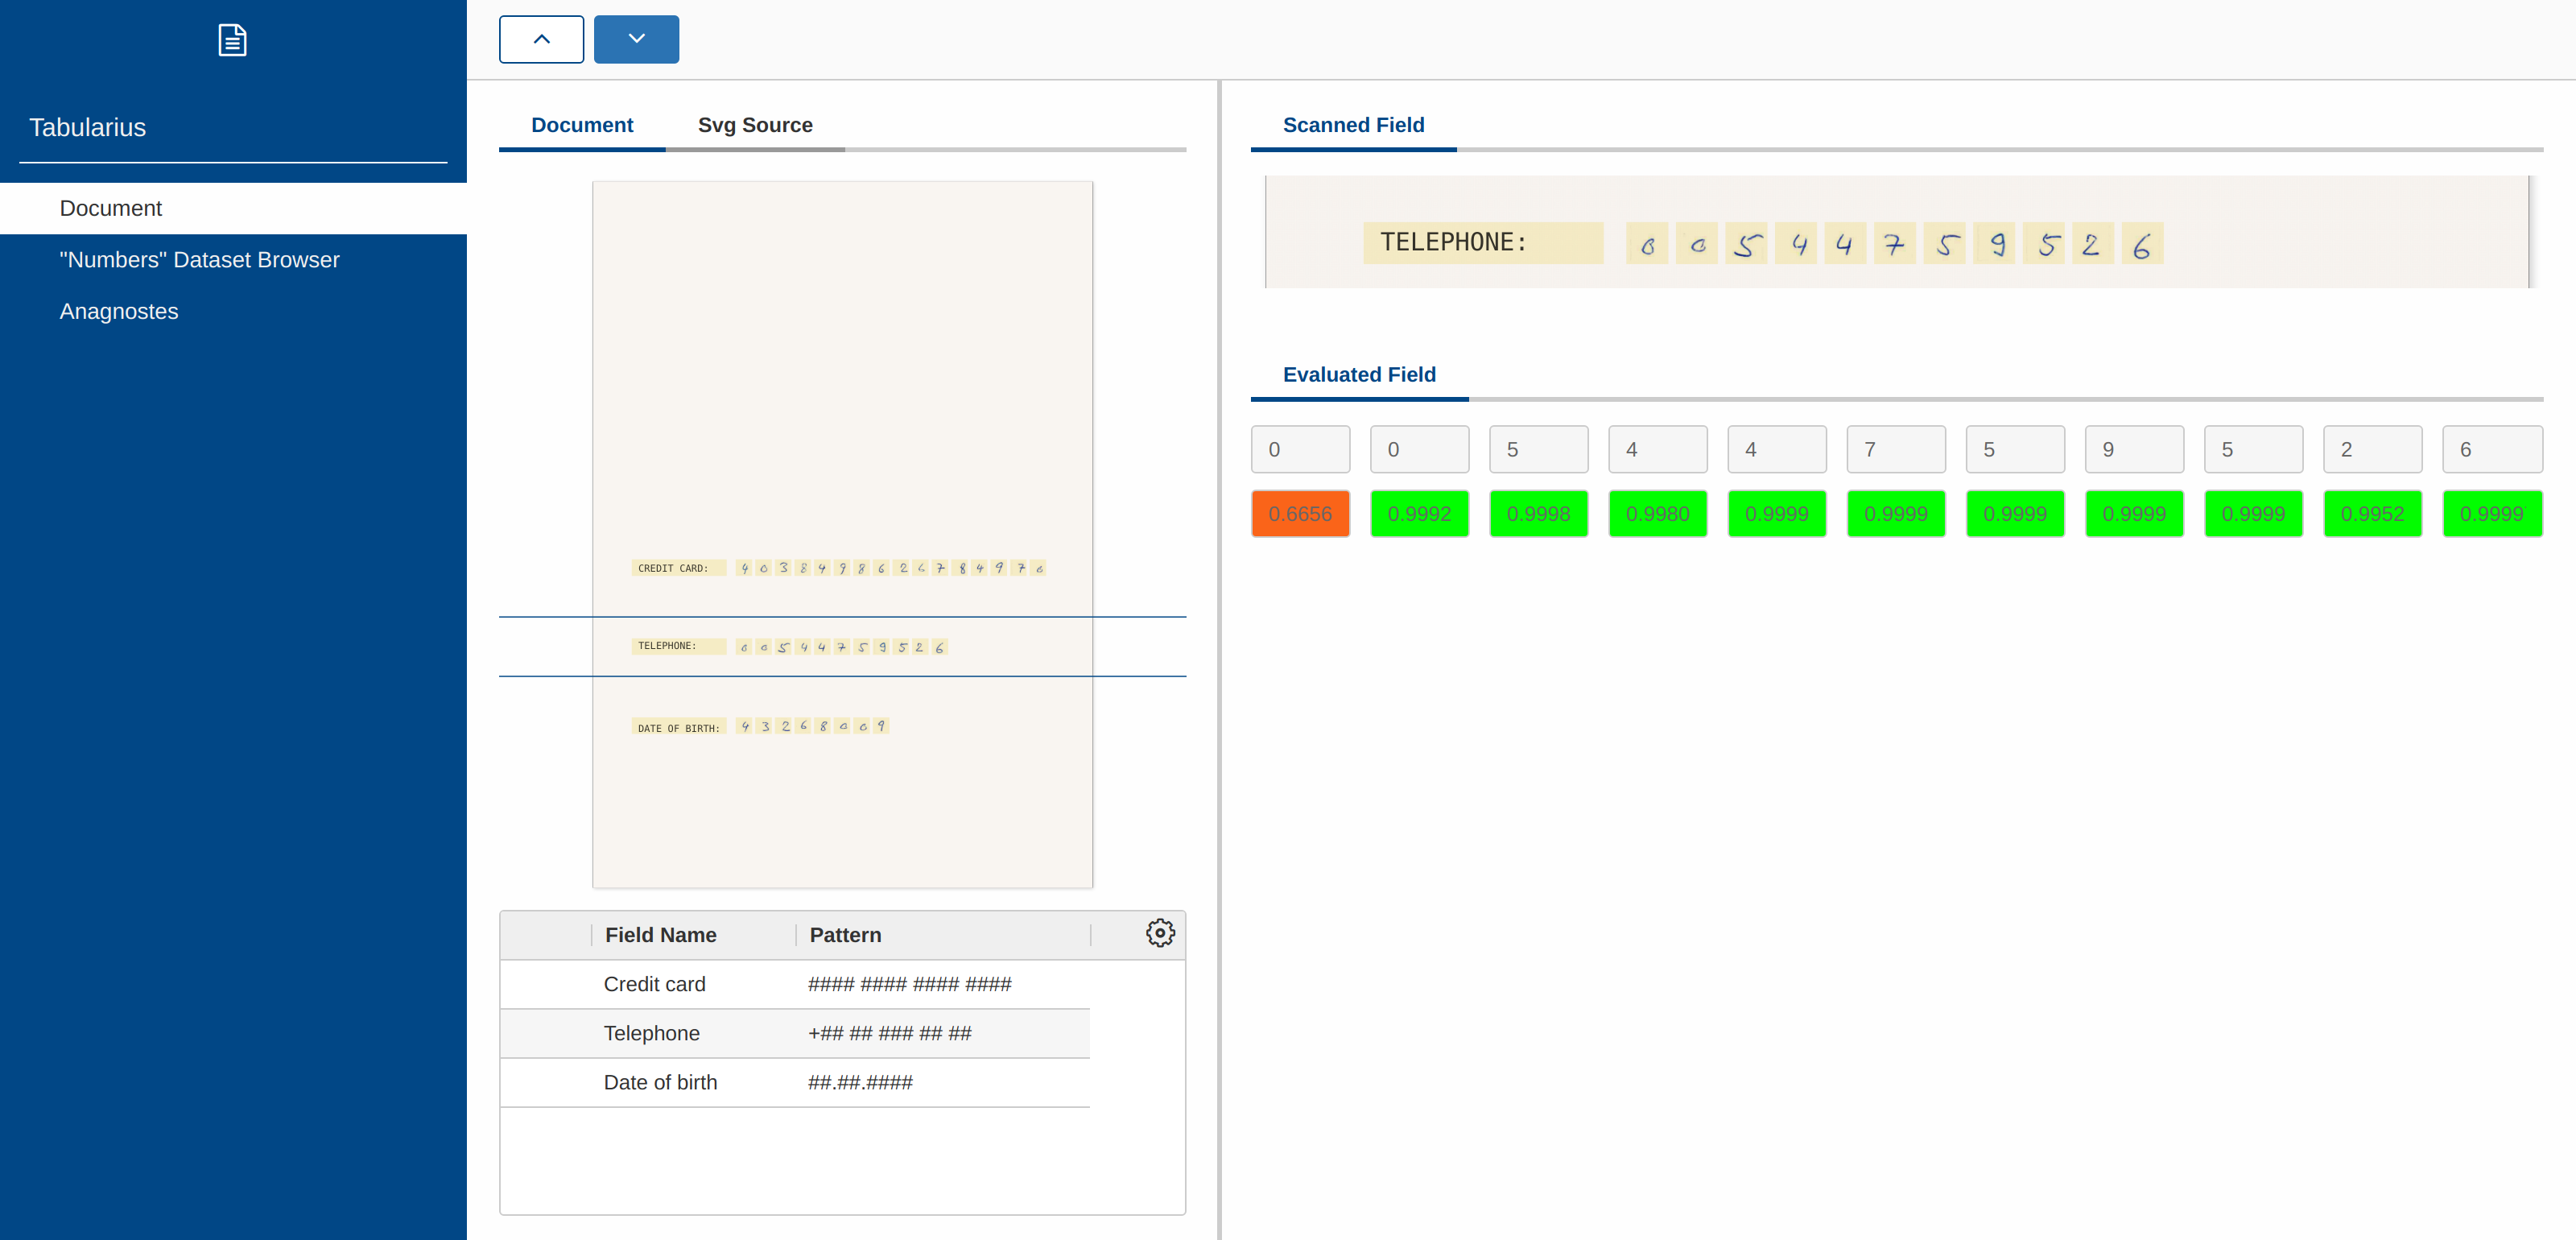 Tabularius
Document
"Numbers" Dataset Browser
Anagnostes
Document
Svg Source
CREDIT CARD: 4 0 3 8 4 9 8 6 2 6 7 8 4 9 7 0
TELEPHONE: 0 0 5 4 4 7 5 9 5 2 6
DATE OF BIRTH: 4 3 2 6 8 0 0 9
Field Name Pattern
Credit card #### #### #### ####
Telephone +## ## ### ## ##
Date of birth ##.##.####
Scanned Field
TELEPHONE: 0 0 5 4 4 7 5 9 5 2 6
Evaluated Field
0 0 5 4 4 7 5 9 5 2 6
0.6656 0.9992 0.9998 0.9980 0.9999 0.9999 0.9999 0.9999 0.9999 0.9952 0.9999